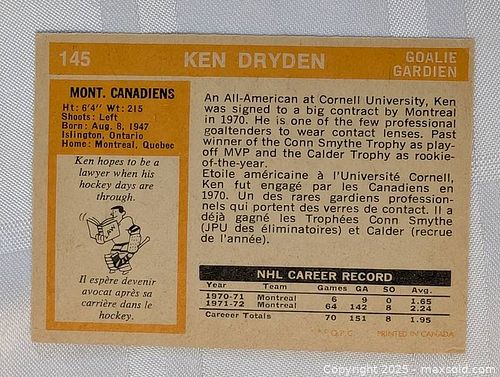 145
KEN DRYDEN
GOALIE
GARDIEN
MONT. CANADIENS
Ht: 6'4" Wt: 215
Shoots: Left
Born: Aug. 8, 1947
Islington, Ontario
Home: Montreal, Quebec
Ken hopes to be a
lawyer when his
hockey days are
through.
Il espère devenir
avocat après sa
carrière dans le
hockey.
An All-American at Cornell University, Ken
was signed to a big contract by Montreal
in 1970. He is one of the few professional
goaltenders to wear contact lenses. Past
winner of the Conn Smythe Trophy as play-
off MVP and the Calder Trophy as rookie-
of-the-year.
Etoile américaine à l'Université Cornell,
Ken fut engagé par les Canadiens en
1970. Un des rares gardiens profession-
nels qui portent des verres de contact. Il a
déjà gagné les Trophées Conn Smythe
(JPU des éliminatoires) et Calder (recrue
de l'année).
NHL CAREER RECORD
Year Team Games GA SO Avg.
1970-71 Montreal 6 9 0 1.65
1971-72 Montreal 64 142 8 2.24
Career Totals 70 151 8 1.95
O.P.C. PRINTED IN CANADA
Copyright 2025 - maxsold.com